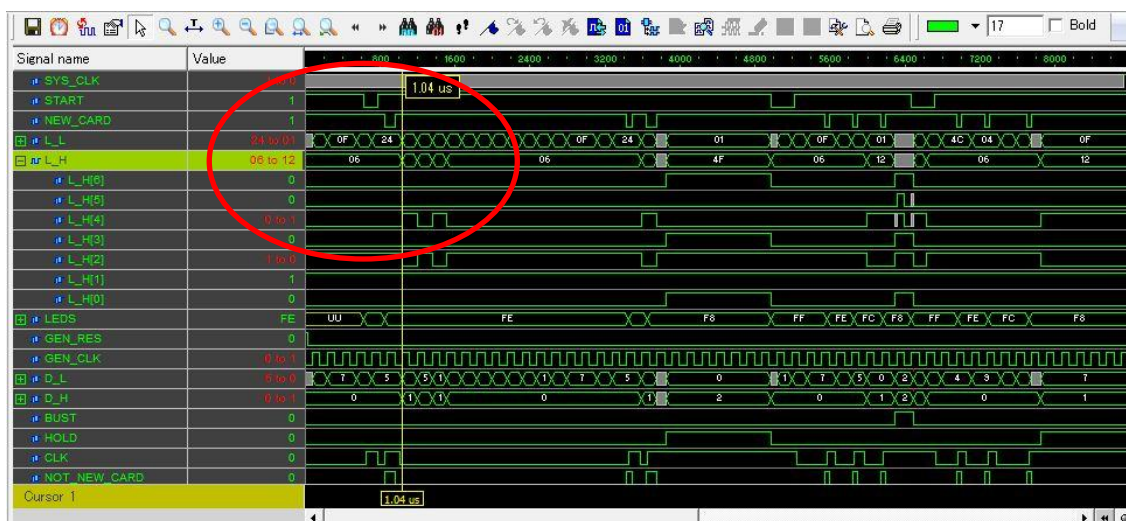 17 Bold
Signal name Value 800 1600 2400 3200 4000 4800 5600 6400 7200 8000
SYS_CLK
1.04 us
START 1
NEW_CARD 1
L_L 24 to 01 0F 24 0F 24 01 0F 01 4C 04 0F
L_H 06 to 12 06 06 4F 06 12 06 12
L_H[6] 0
L_H[5] 0
L_H[4] 0 to 1
L_H[3] 0
L_H[2] 1 to 0
L_H[1] 1
L_H[0] 0
LEDS FE UU FE F8 FF FE FC F8 FF FE FC F8
GEN_RES 0
GEN_CLK 0 to 1
D_L 5 to 0 7 5 5 1 1 7 5 0 1 7 5 0 2 4 3 7
D_H 0 to 1 0 1 1 0 1 2 0 1 2 0 1
BUST 0
HOLD 0
CLK 0
NOT_NEW_CARD 0
Cursor 1 1.04 us